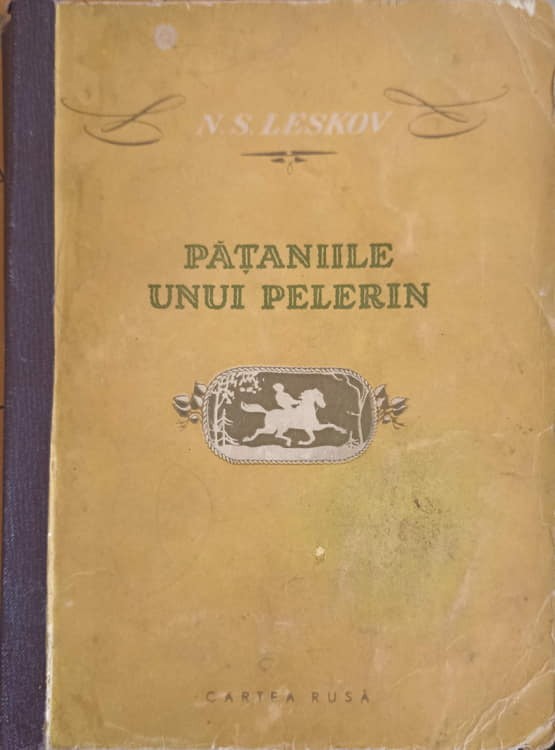 N. S. LESKOV
PĂȚANIILE
UNUI PELERIN
CARTEA RUSĂ